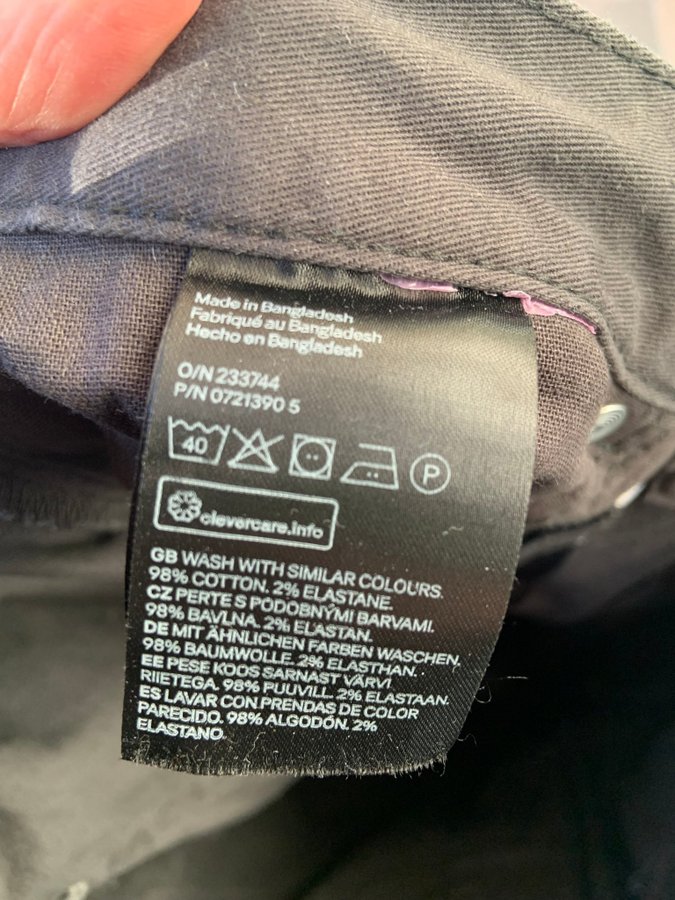 Made in Bangladesh
Fabriqué au Bangladesh
Hecho en Bangladesh
O/N 233744
P/N 0721390 5
40 P
clevercare.info
GB WASH WITH SIMILAR COLOURS.
98% COTTON. 2% ELASTANE.
CZ PERTE S PODOBNÝMI BARVAMI.
98% BAVLNA. 2% ELASTAN.
DE MIT ÄHNLICHEN FARBEN WASCHEN.
98% BAUMWOLLE. 2% ELASTHAN.
EE PESE KOOS SARNAST VÄRVI
RIIETEGA. 98% PUUVILL. 2% ELASTAAN.
ES LAVAR CON PRENDAS DE COLOR
PARECIDO. 98% ALGODÓN. 2%
ELASTANO.